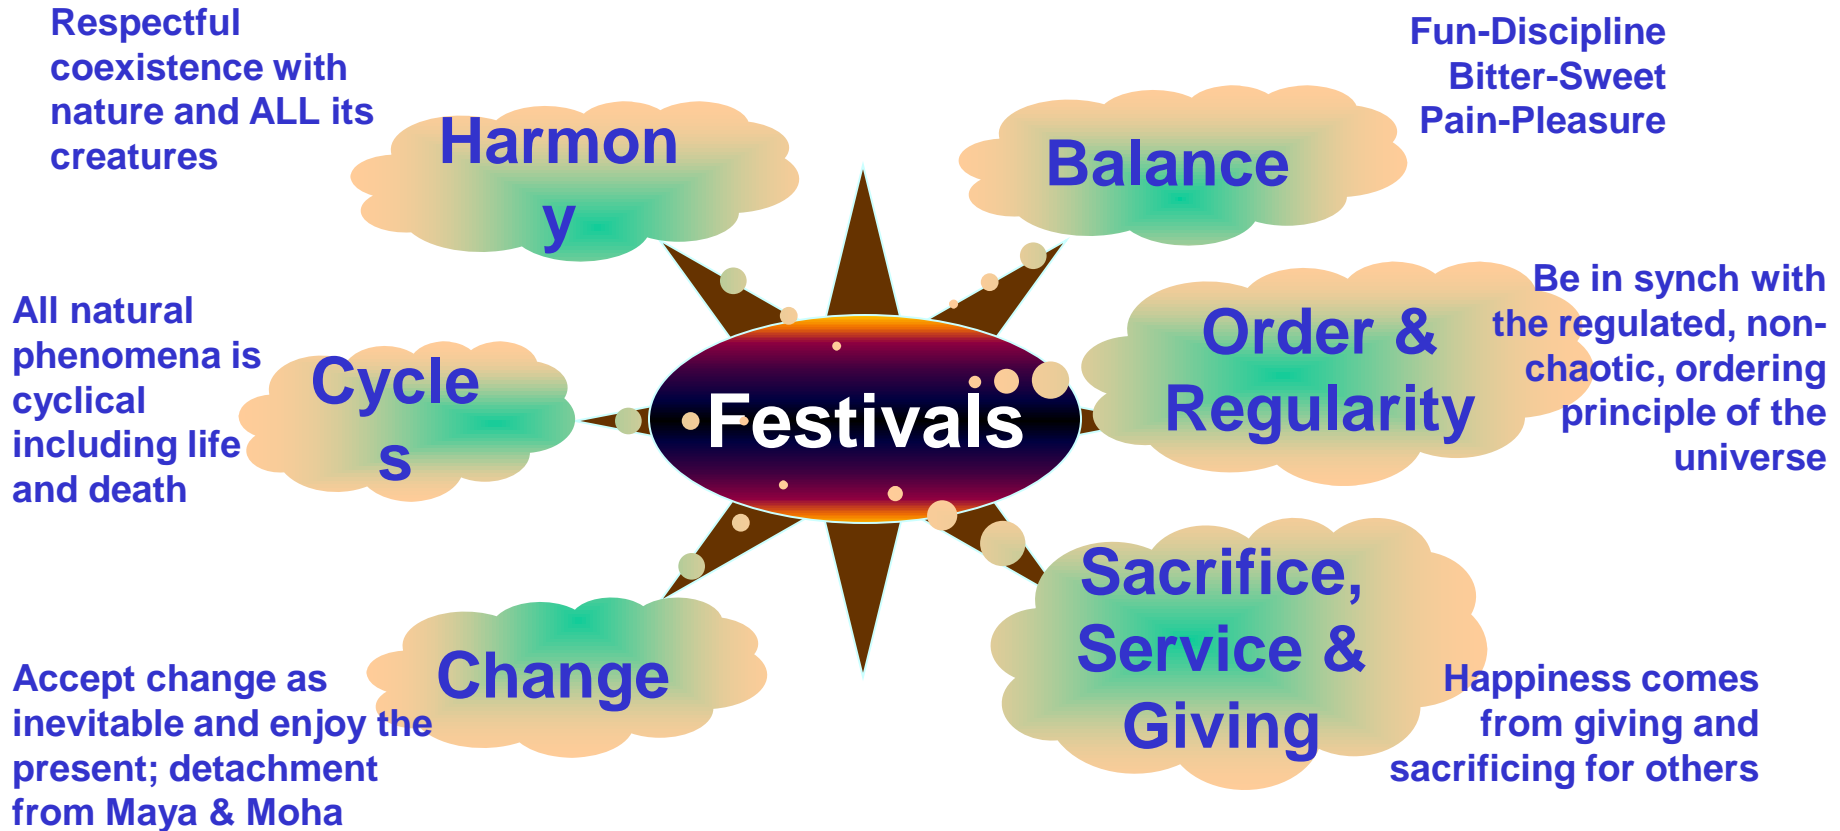 Respectful
coexistence with
nature and ALL its
creatures
Harmon
y
Balance
Fun-Discipline
Bitter-Sweet
Pain-Pleasure
All natural
phenomena is
cyclical
including life
and death
Cycle
s
Festivals
Order &
Regularity
Be in synch with
the regulated, non-
chaotic, ordering
principle of the
universe
Accept change as
inevitable and enjoy the
present; detachment
from Maya & Moha
Change
Sacrifice,
Service &
Giving
Happiness comes
from giving and
sacrificing for others